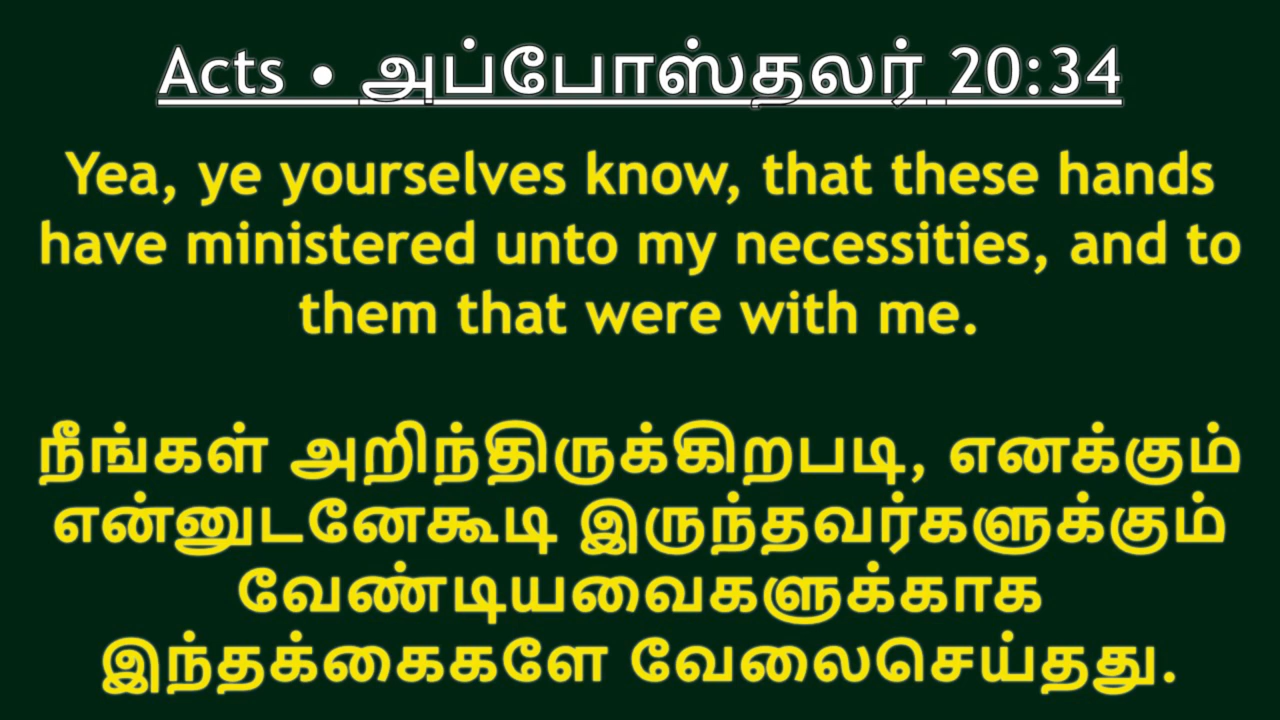 Acts • அப்போஸ்தலர் 20:34
Yea, ye yourselves know, that these hands
have ministered unto my necessities, and to
them that were with me.
நீங்கள் அறிந்திருக்கிறபடி, எனக்கும்
என்னுடனேகூடி இருந்தவர்களுக்கும்
வேண்டியவைகளுக்காக
இந்தக்கைகளே வேலைசெய்தது.